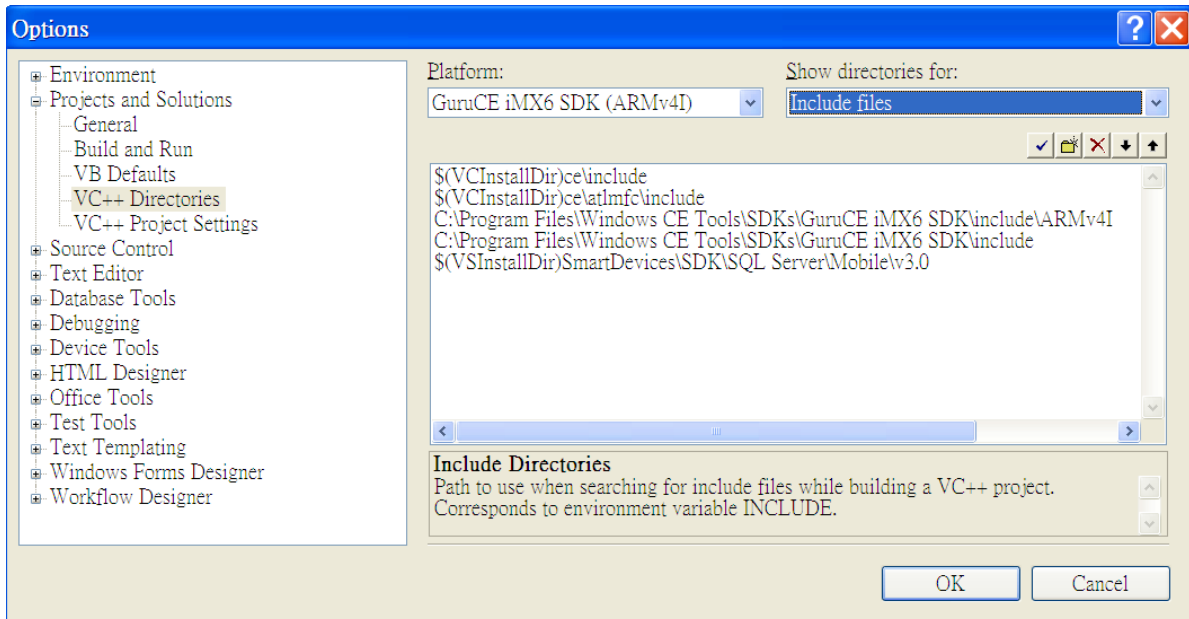 Options
Environment
Projects and Solutions
General
Build and Run
VB Defaults
VC++ Directories
VC++ Project Settings
Source Control
Text Editor
Database Tools
Debugging
Device Tools
HTML Designer
Office Tools
Test Tools
Text Templating
Windows Forms Designer
Workflow Designer
Platform:
GuruCE iMX6 SDK (ARMv4I)
Show directories for:
Include files
$(VCInstallDir)ce\include
$(VCInstallDir)ce\atlmfc\include
C:\Program Files\Windows CE Tools\SDKs\GuruCE iMX6 SDK\include\ARMv4I
C:\Program Files\Windows CE Tools\SDKs\GuruCE iMX6 SDK\include
$(VSInstallDir)SmartDevices\SDK\SQL Server\Mobile\v3.0
Include Directories
Path to use when searching for include files while building a VC++ project.
Corresponds to environment variable INCLUDE.
OK
Cancel